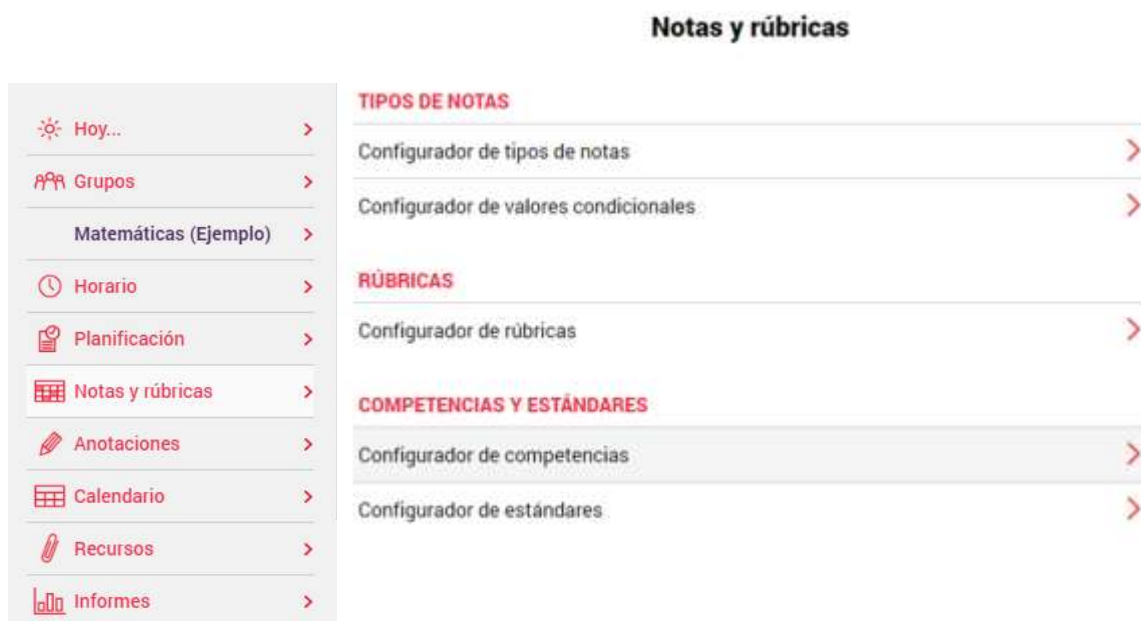 Notas y rúbricas
Hoy...
Grupos
Matemáticas (Ejemplo)
Horario
Planificación
Notas y rúbricas
Anotaciones
Calendario
Recursos
Informes
TIPOS DE NOTAS
Configurador de tipos de notas
Configurador de valores condicionales
RÚBRICAS
Configurador de rúbricas
COMPETENCIAS Y ESTÁNDARES
Configurador de competencias
Configurador de estándares